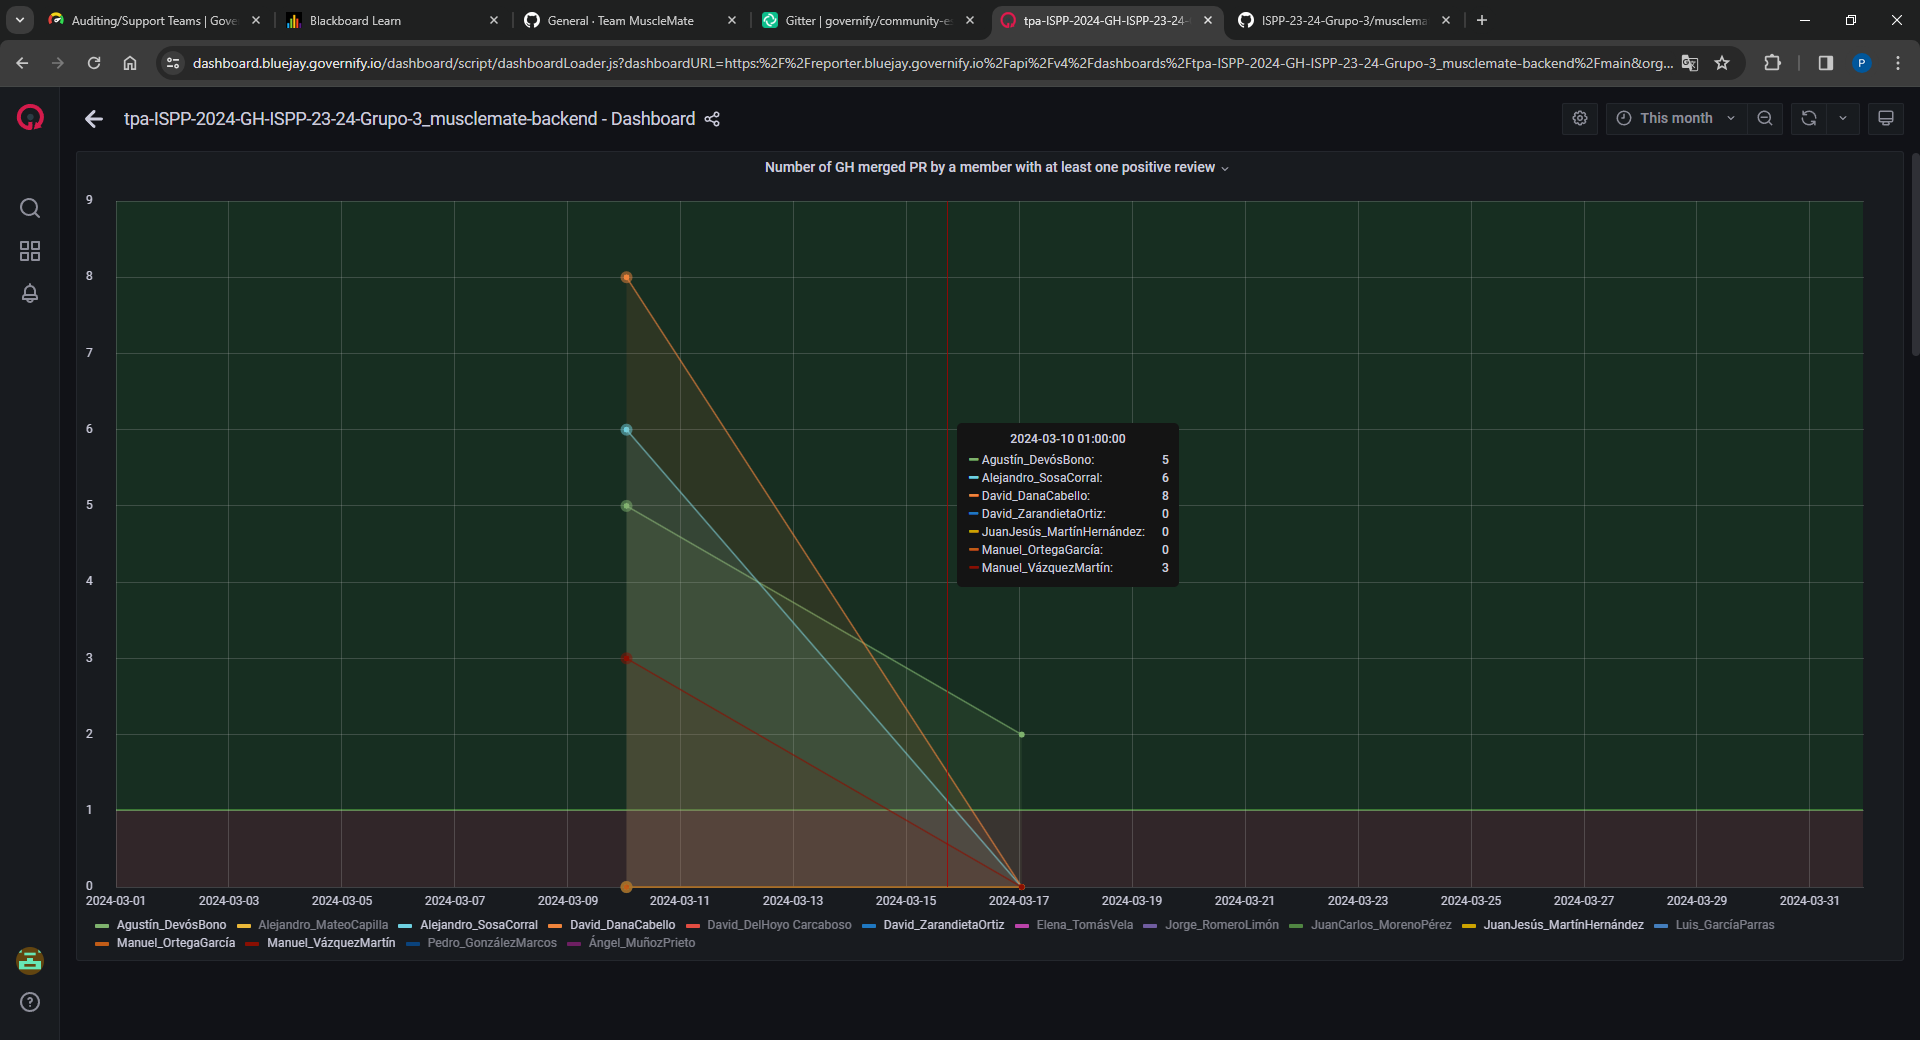 Auditing/Support Teams | Gove
Blackboard Learn
General · Team MuscleMate
Gitter | governify/community-e
tpa-ISPP-2024-GH-ISPP-23-24-
ISPP-23-24-Grupo-3/musclema
dashboard.bluejay.governify.io/dashboard/script/dashboardLoader.js?dashboardURL=https:%2F%2Freporter.bluejay.governify.io%2Fapi%2Fv4%2Fdashboards%2Ftpa-ISPP-2024-GH-ISPP-23-24-Grupo-3_musclemate-backend%2Fmain&org...
P
tpa-ISPP-2024-GH-ISPP-23-24-Grupo-3_musclemate-backend - Dashboard
This month
Number of GH merged PR by a member with at least one positive review
9
8
7
6
5
4
3
2
1
0
2024-03-10 01:00:00
Agustín_DevósBono: 5
Alejandro_SosaCorral: 6
David_DanaCabello: 8
David_ZarandietaOrtiz: 0
JuanJesús_MartínHernández: 0
Manuel_OrtegaGarcía: 0
Manuel_VázquezMartín: 3
2024-03-01 2024-03-03 2024-03-05 2024-03-07 2024-03-09 2024-03-11 2024-03-13 2024-03-15 2024-03-17 2024-03-19 2024-03-21 2024-03-23 2024-03-25 2024-03-27 2024-03-29 2024-03-31
Agustín_DevósBono Alejandro_MateoCapilla Alejandro_SosaCorral David_DanaCabello David_DelHoyo Carcaboso David_ZarandietaOrtiz Elena_TomásVela Jorge_RomeroLimón JuanCarlos_MorenoPérez JuanJesús_MartínHernández Luis_GarcíaParras
Manuel_OrtegaGarcía Manuel_VázquezMartín Pedro_GonzálezMarcos Ángel_MuñozPrieto